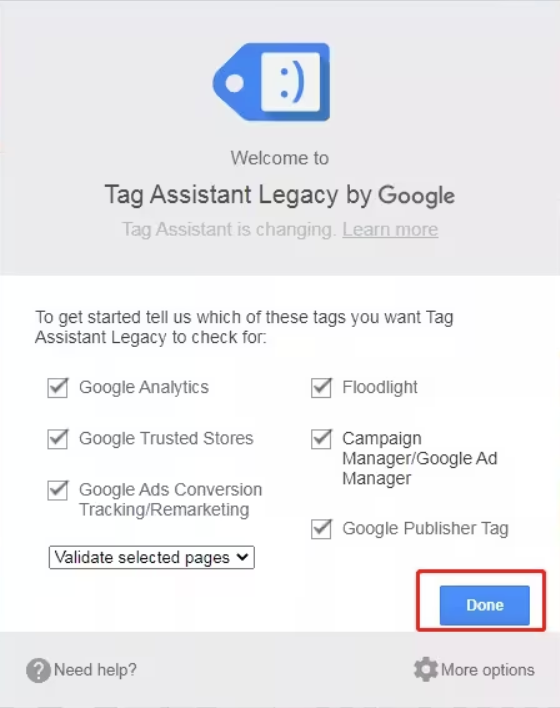 :)
Welcome to
Tag Assistant Legacy by Google
Tag Assistant is changing. Learn more
To get started tell us which of these tags you want Tag
Assistant Legacy to check for:
Google Analytics
Google Trusted Stores
Google Ads Conversion
Tracking/Remarketing
Validate selected pages
Floodlight
Campaign
Manager/Google Ad
Manager
Google Publisher Tag
Done
Need help?
More options